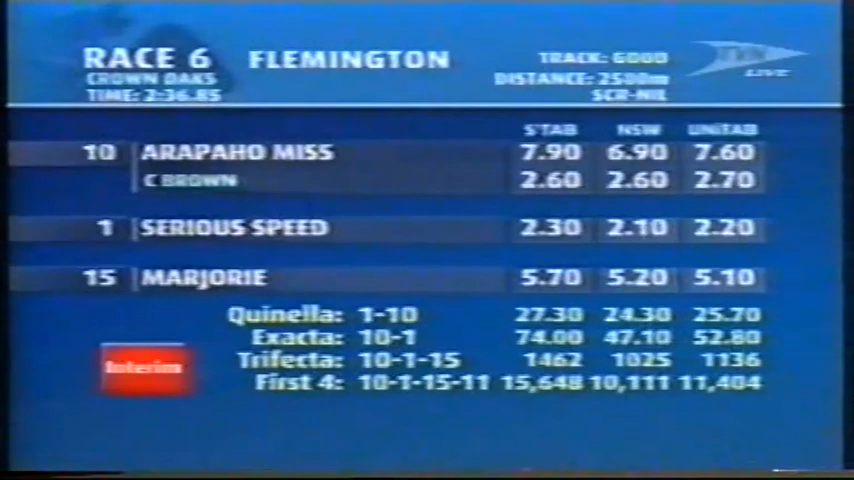 RACE 6 FLEMINGTON TRACK: GOOD
CROWN OAKS DISTANCE: 2500m
TIME: 2:36.85 SCR-NIL
TVN LIVE
S'TAB NSW UNITAB
10 ARAPAHO MISS 7.90 6.90 7.60
C BROWN 2.60 2.60 2.70
1 SERIOUS SPEED 2.30 2.10 2.20
15 MARJORIE 5.70 5.20 5.10
Quinella: 1-10 27.30 24.30 25.70
Exacta: 10-1 74.00 47.10 52.80
Trifecta: 10-1-15 1462 1025 1136
First 4: 10-1-15-11 15,648 10,111 11,404
Interim